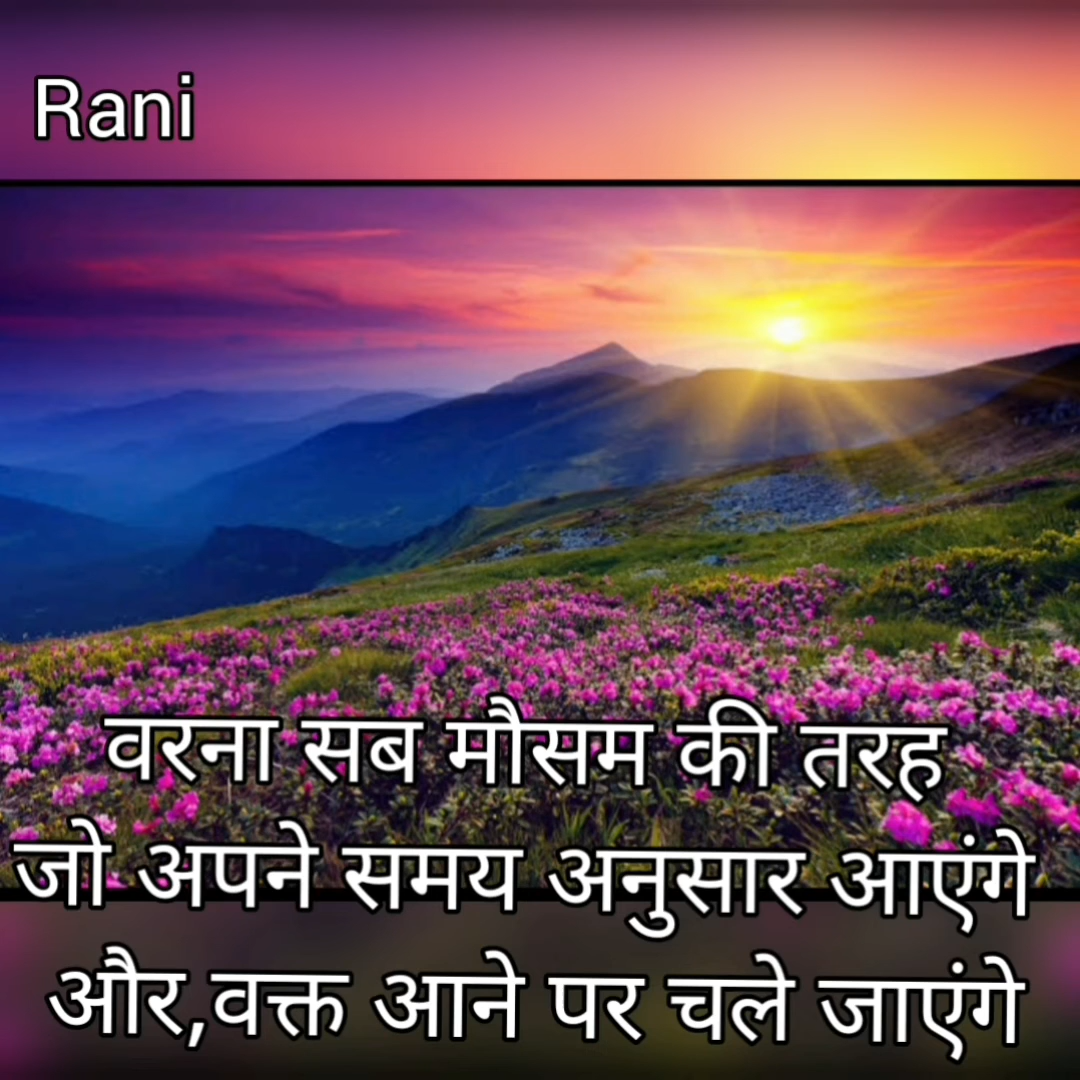 Rani
वरना सब मौसम की तरह
जो अपने समय अनुसार आएंगे
और,वक्त आने पर चले जाएंगे